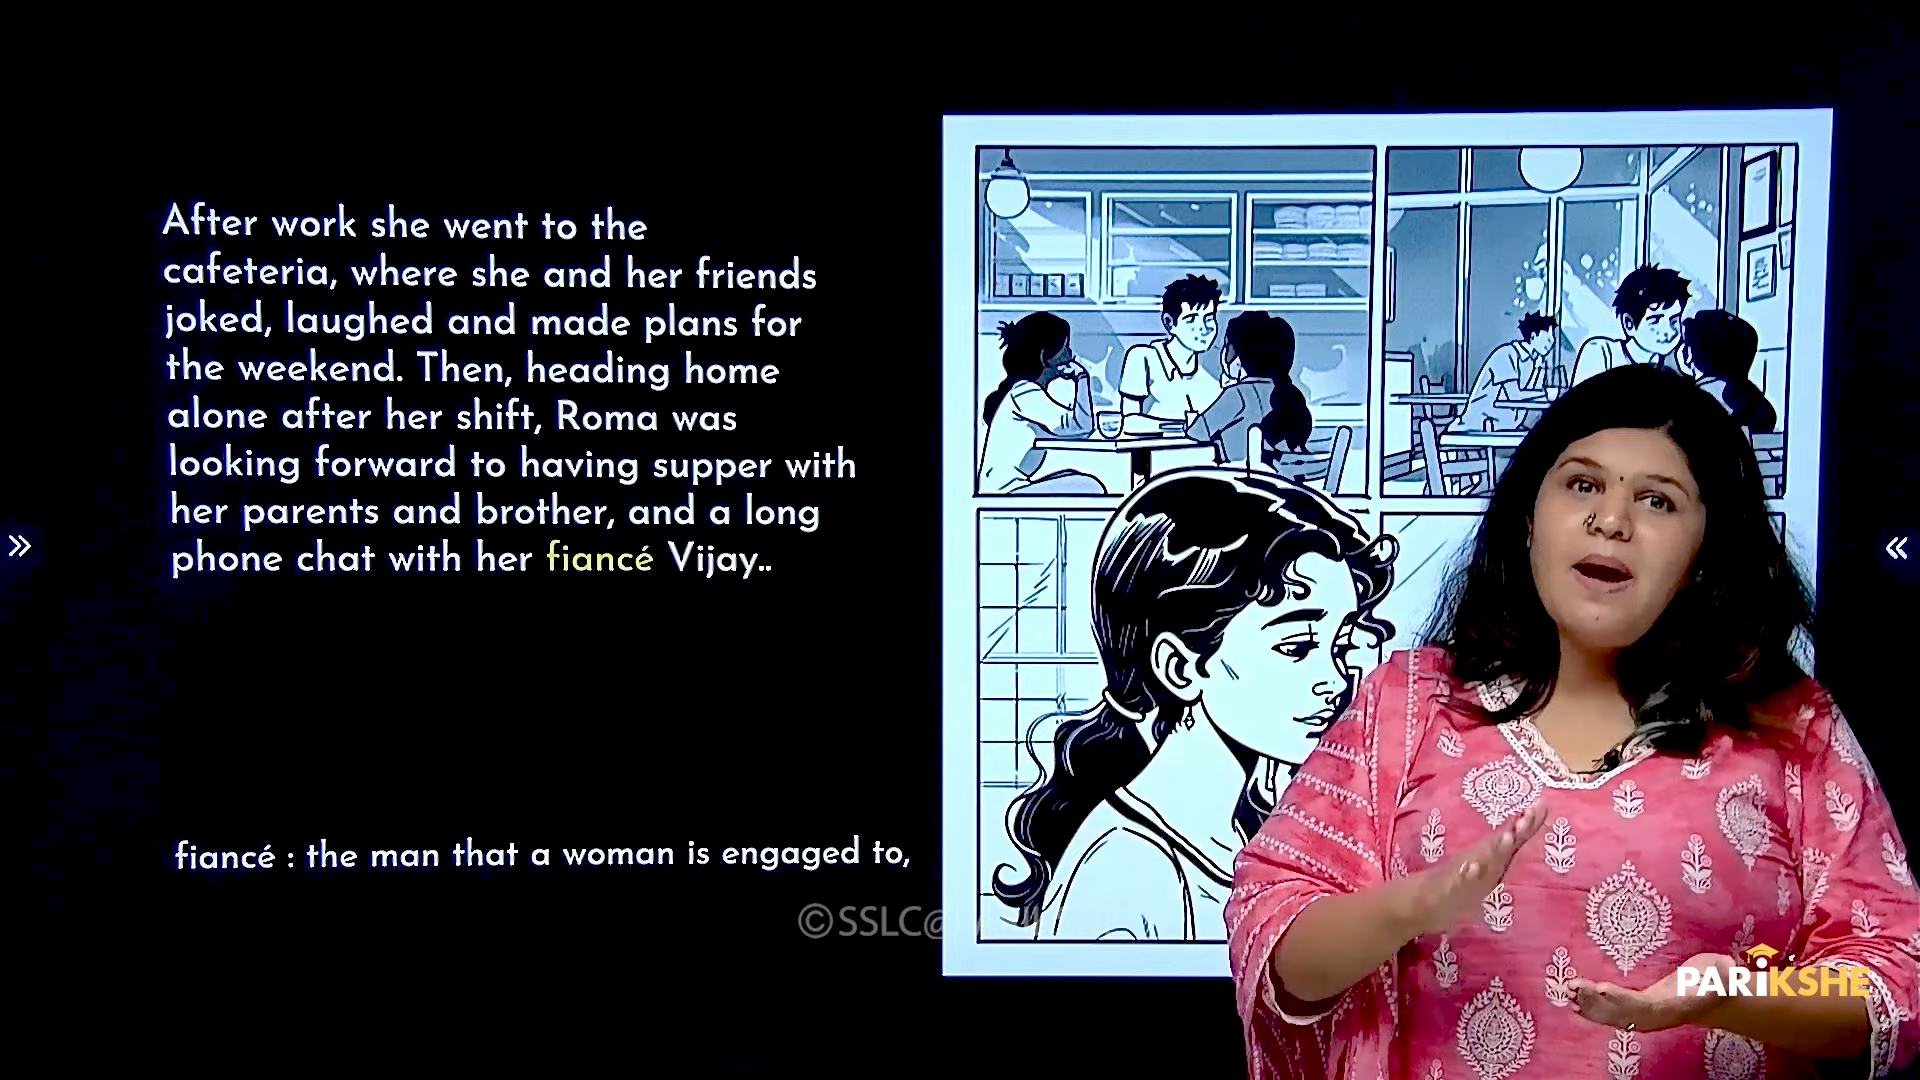 After work she went to the
cafeteria, where she and her friends
joked, laughed and made plans for
the weekend. Then, heading home
alone after her shift, Roma was
looking forward to having supper with
her parents and brother, and a long
phone chat with her fiancé Vijay..
fiancé : the man that a woman is engaged to,
©SSLC@
PARiKSHE